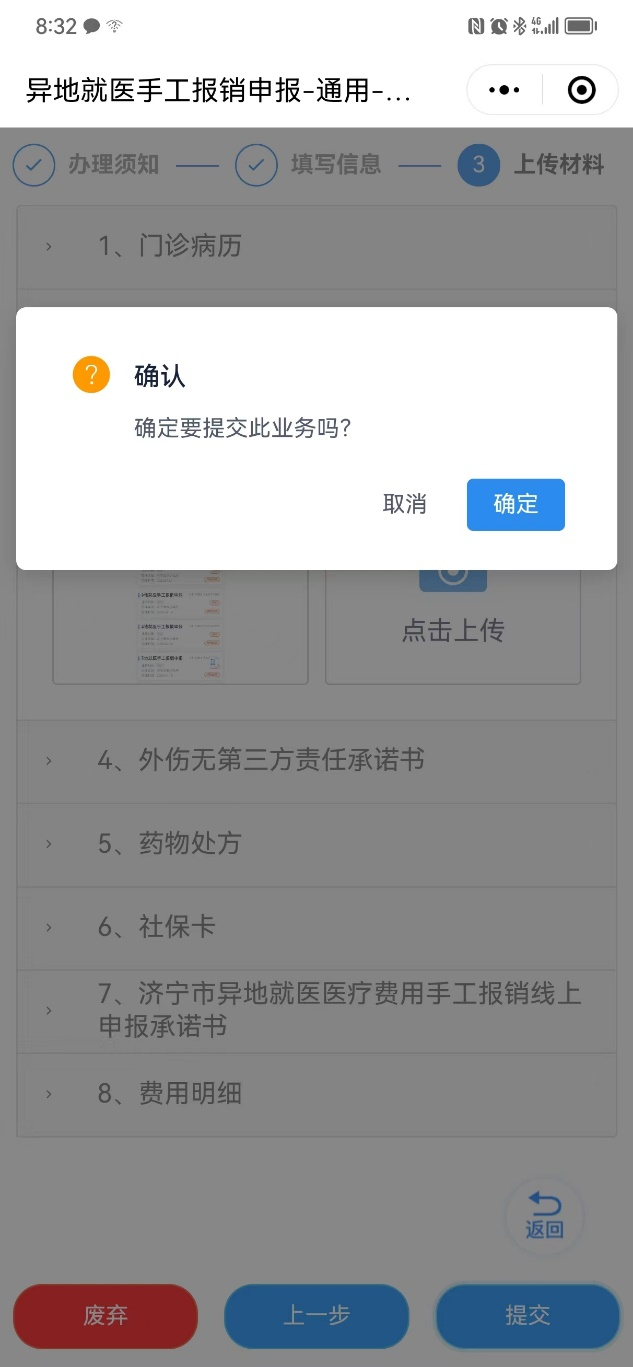 8:32
4G
异地就医手工报销申报-通用-...
办理须知
填写信息
3
上传材料
1、门诊病历
?
确认
确定要提交此业务吗?
取消
确定
点击上传
4、外伤无第三方责任承诺书
5、药物处方
6、社保卡
7、济宁市异地就医医疗费用手工报销线上
申报承诺书
8、费用明细
返回
废弃
上一步
提交